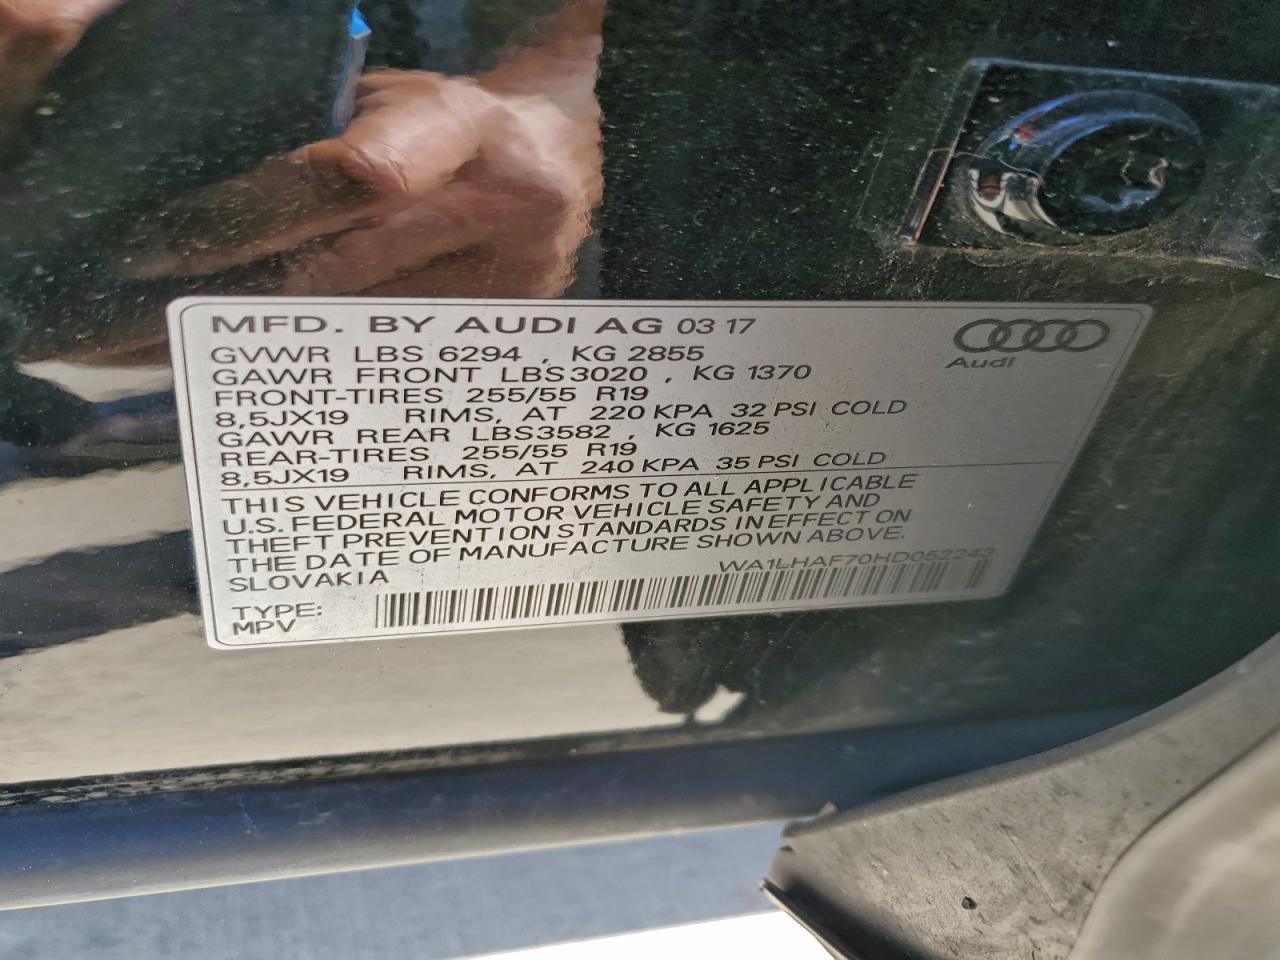 MFD. BY AUDI AG 03 17
Audi
GVWR LBS 6294 , KG 2855
GAWR FRONT LBS3020 , KG 1370
FRONT-TIRES 255/55 R19
8,5JX19 RIMS, AT 220 KPA 32 PSI COLD
GAWR REAR LBS3582 , KG 1625
REAR-TIRES 255/55 R19
8,5JX19 RIMS, AT 240 KPA 35 PSI COLD
THIS VEHICLE CONFORMS TO ALL APPLICABLE
U.S. FEDERAL MOTOR VEHICLE SAFETY AND
THEFT PREVENTION STANDARDS IN EFFECT ON
THE DATE OF MANUFACTURE SHOWN ABOVE.
SLOVAKIA WA1LHAF70HD052243
TYPE:
MPV